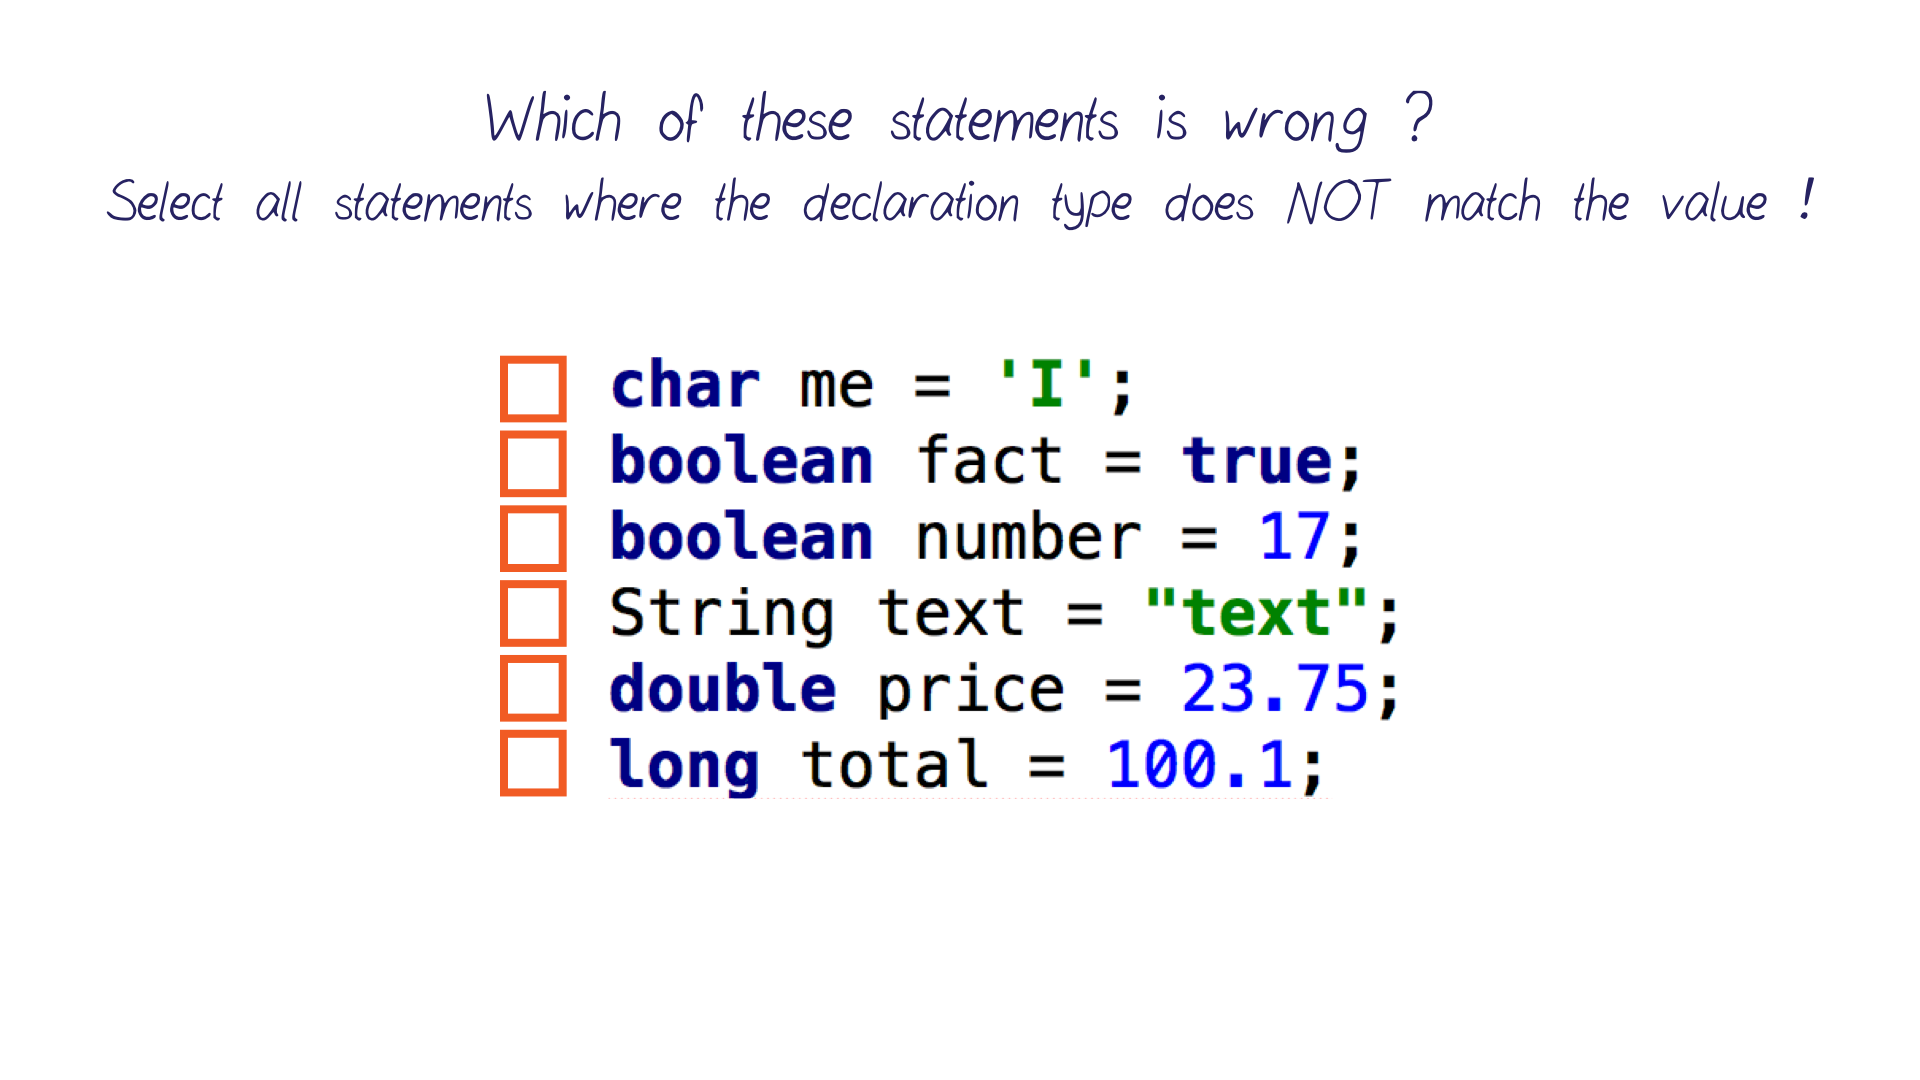 Which of these statements is wrong ?
Select all statements where the declaration type does NOT match the value !
char me = 'I';
boolean fact = true;
boolean number = 17;
String text = "text";
double price = 23.75;
long total = 100.1;